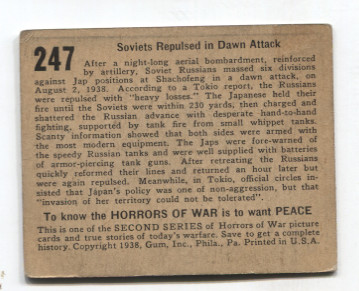 247
Soviets Repulsed in Dawn Attack
After a night-long aerial bombardment, reinforced
by artillery, Soviet Russians massed six divisions
against Jap positions at Shachofeng in a dawn attack, on
August 2, 1938. According to a Tokio report, the Russians
were repulsed with "heavy losses." The Japanese held their
fire until the Soviets were within 230 yards, then charged and
shattered the Russian advance with desperate hand-to-hand
fighting, supported by tank fire from small whippet tanks.
Scanty information showed that both sides were armed with
the most modern equipment. The Japs were fore-warned of
the speedy Russian tanks and were well supplied with batteries
of armor-piercing tank guns. After retreating the Russians
quickly reformed their lines and returned an hour later but
were again repulsed. Meanwhile, in Tokio, official circles in-
sisted that Japan's policy was one of non-aggression, but that
"invasion of her territory could not be tolerated".
To know the HORRORS OF WAR is to want PEACE
This is one of the SECOND SERIES of Horrors of War picture
cards and true stories of today's warfare. Save to get a complete
history. Copyright 1938, Gum, Inc., Phila., Pa. Printed in U.S.A.